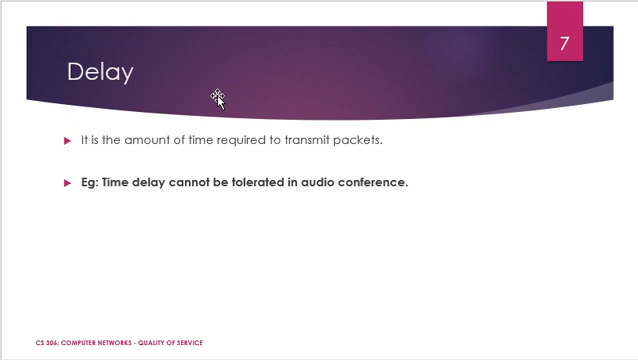 7
Delay
It is the amount of time required to transmit packets.
Eg: Time delay cannot be tolerated in audio conference.
CS 306: COMPUTER NETWORKS - QUALITY OF SERVICE